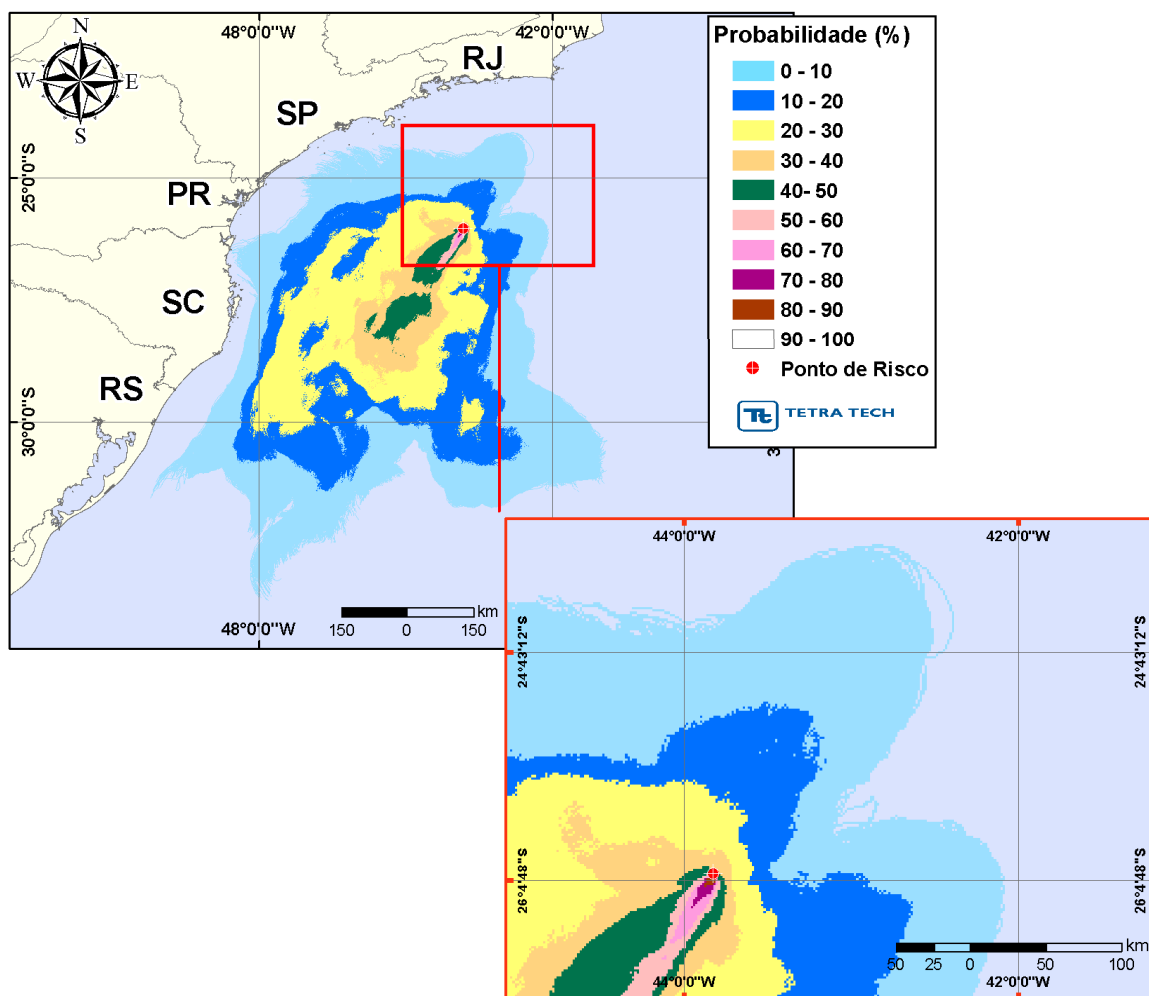 48°0'0"W
42°0'0"W
N
W
E
S
RJ
SP
25°0'0"S
PR
SC
RS
30°0'0"S
km
150
0
150
48°0'0"W
Probabilidade (%)
0 - 10
10 - 20
20 - 30
30 - 40
40- 50
50 - 60
60 - 70
70 - 80
80 - 90
90 - 100
Ponto de Risco
Tt TETRA TECH
44°0'0"W
42°0'0"W
24°43'12"S
24°43'12"S
26°4'48"S
26°4'48"S
km
50
25
0
50
100
44°0'0"W
42°0'0"W